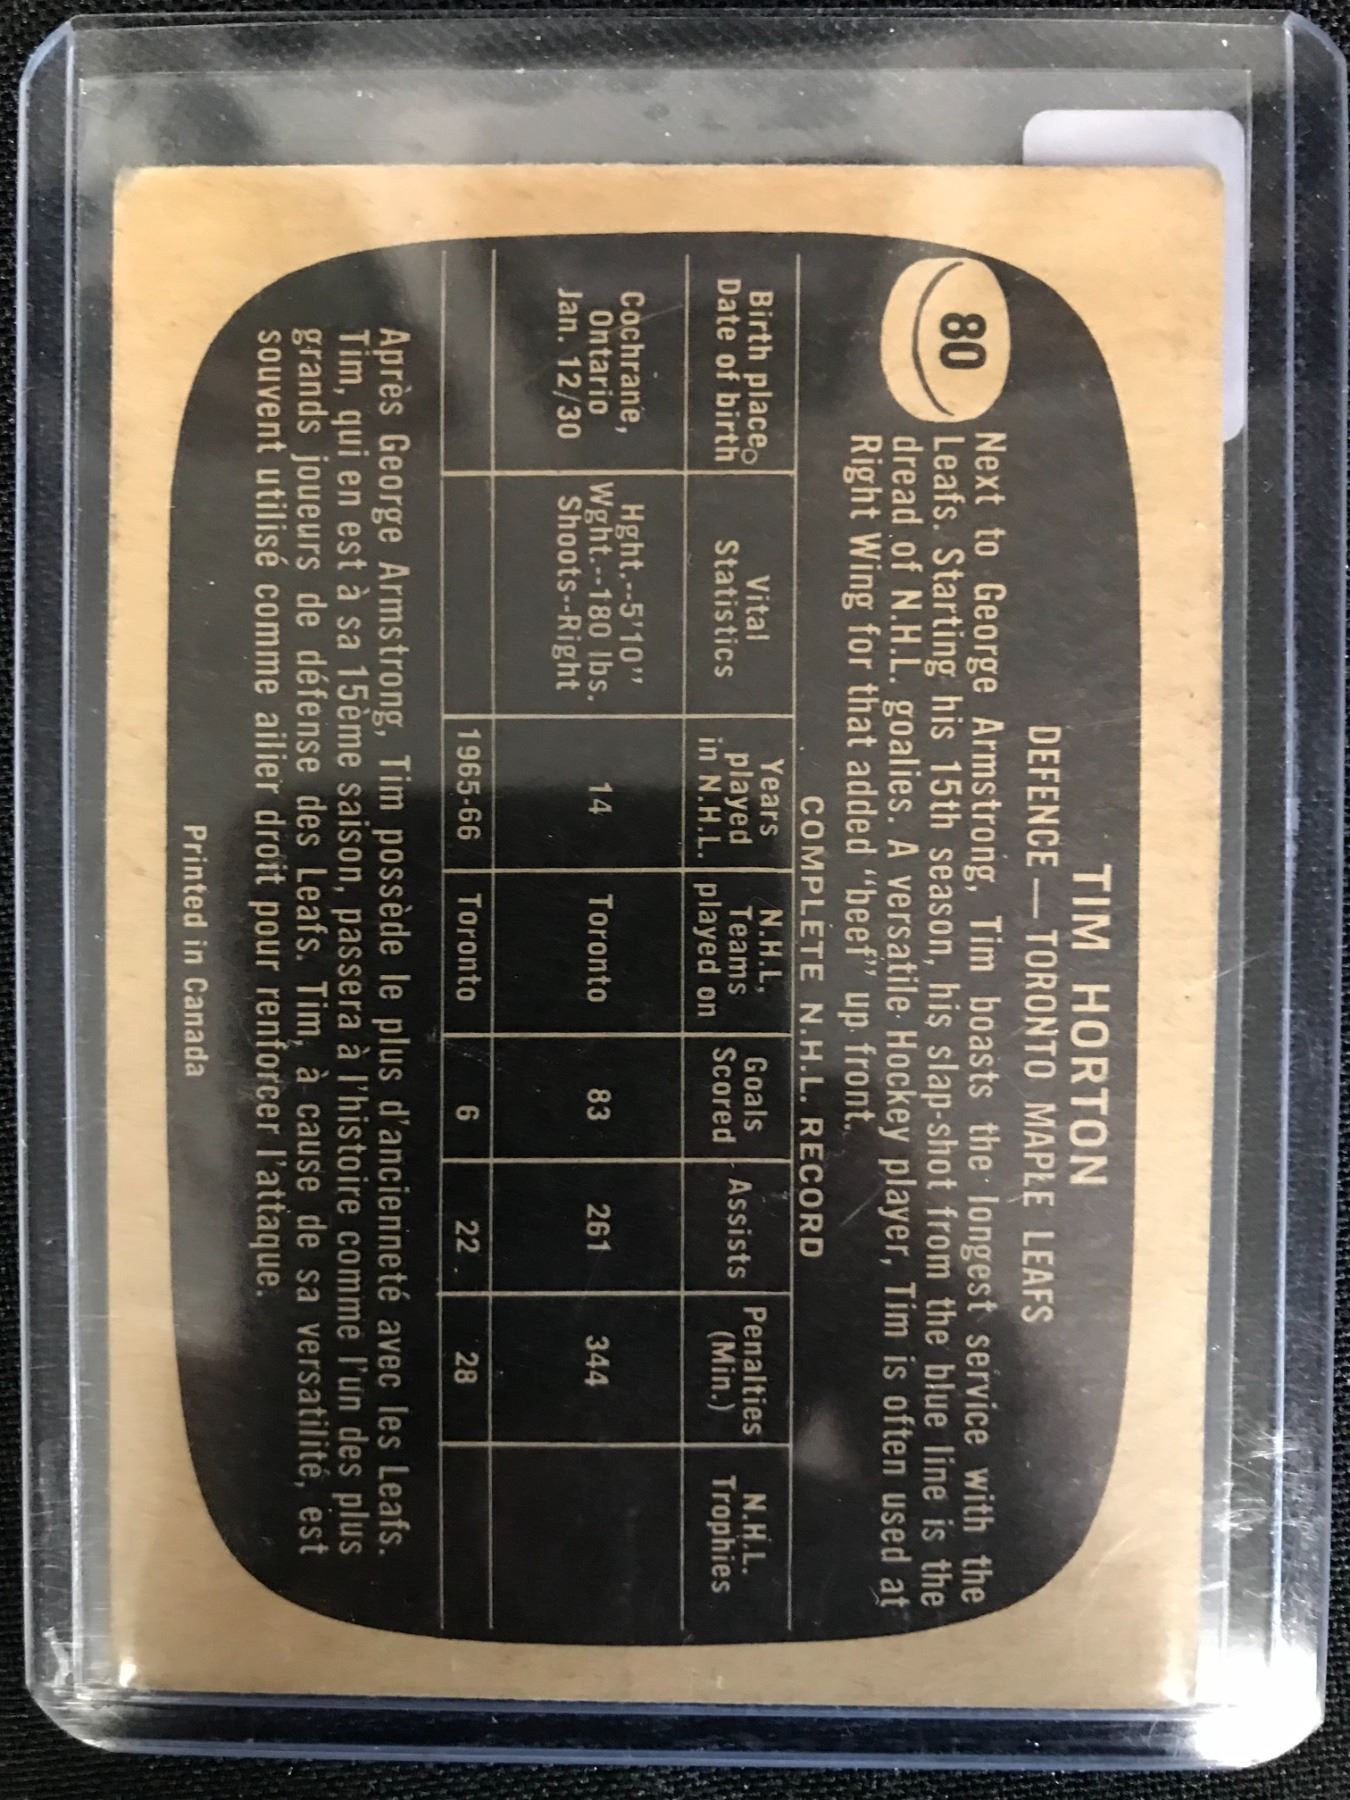 TIM HORTON
DEFENCE — TORONTO MAPLE LEAFS
80
Next to George Armstrong, Tim boasts the longest service with the
Leafs. Starting his 15th season, his slap-shot from the blue line is the
dread of N.H.L. goalies. A versatile Hockey player, Tim is often used at
Right Wing for that added "beef" up front.
COMPLETE N.H.L. RECORD
Birth place Vital Years N.H.L. Goals Assists Penalties N.H.L.
Date of birth Statistics played Teams Scored (Min.) Trophies
in N.H.L. played on
Cochrane, Hght.--5'10"
Ontario Wght.--180 lbs. 14 Toronto 83 261 344
Jan. 12/30 Shoots--Right
1965-66 Toronto 6 22 28
Après George Armstrong, Tim possède le plus d'ancienneté avec les Leafs.
Tim, qui en est à sa 15ème saison, passera à l'histoire comme l'un des plus
grands joueurs de défense des Leafs. Tim, à cause de sa versatilité, est
souvent utilisé comme ailier droit pour renforcer l'attaque.
Printed in Canada